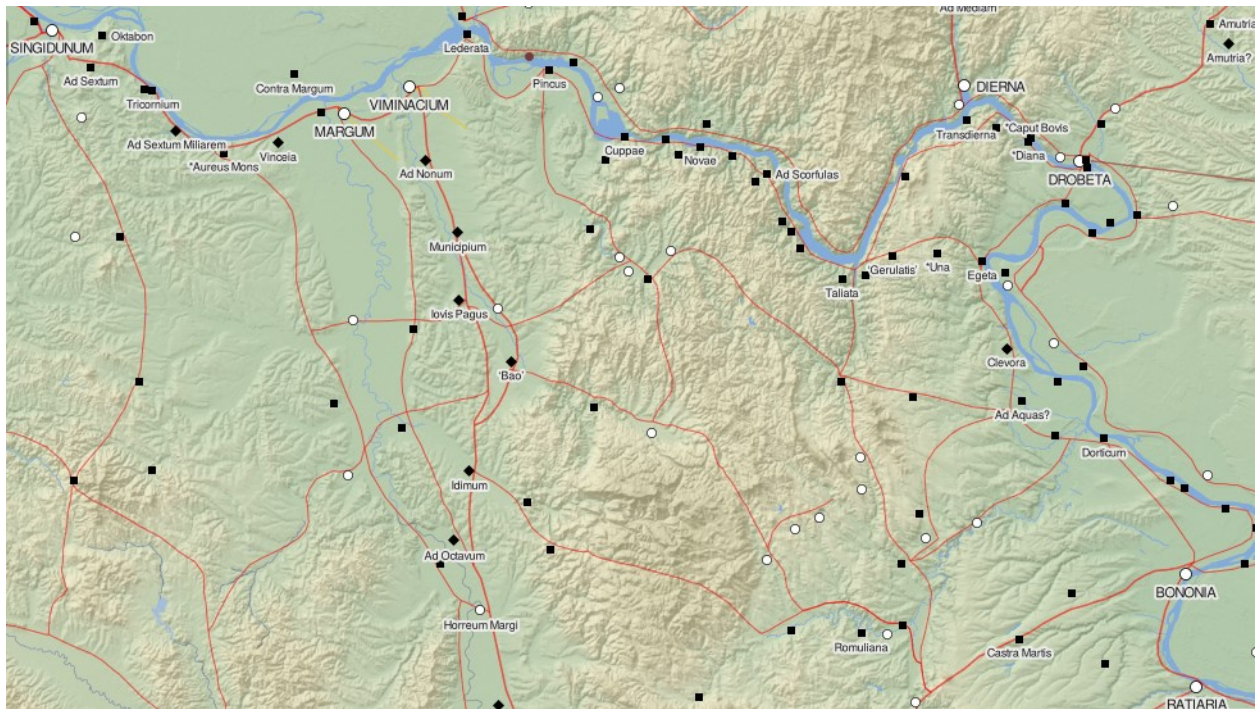 Ad Mediam
Amutria
Oktabon
SINGIDUNUM
Lederata
Amutria?
Ad Sextum
Pincus
Contra Margum
DIERNA
Tricornium
VIMINACIUM
MARGUM
Transdierna
*Caput Bovis
Ad Sextum Miliarem
Vinceia
Cuppae
*Aureus Mons
*Diana
Novae
Ad Nonum
Ad Scorfulas
DROBETA
Municipium
'Gerulatis'
*Una
Egeta
Taliata
Iovis Pagus
Clevora
'Bao'
Ad Aquas?
Dorticum
Idimum
Ad Octavum
BONONIA
Horreum Margi
Romuliana
Castra Martis
RATIARIA